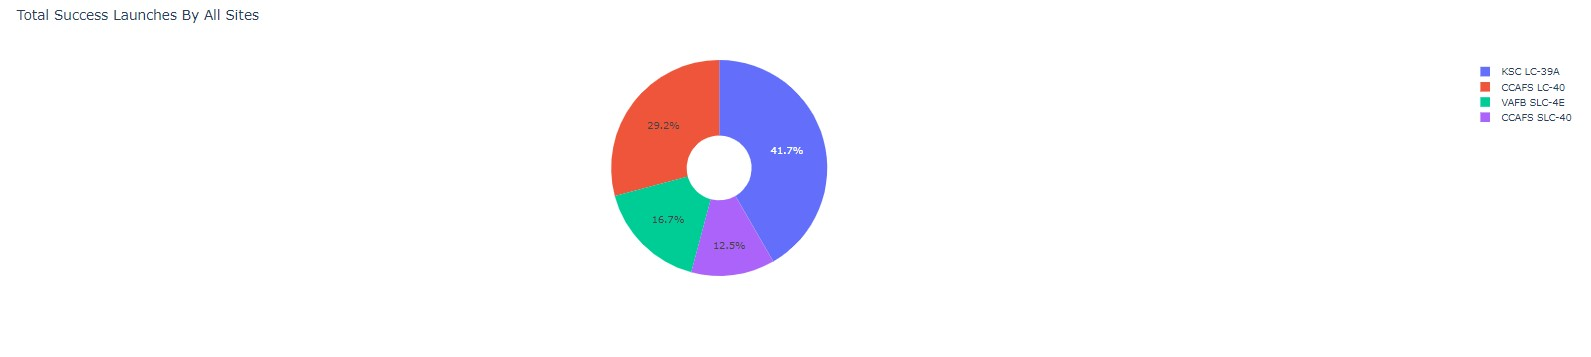 Total Success Launches By All Sites
KSC LC-39A
CCAFS LC-40
VAFB SLC-4E
CCAFS SLC-40
29.2%
41.7%
16.7%
12.5%